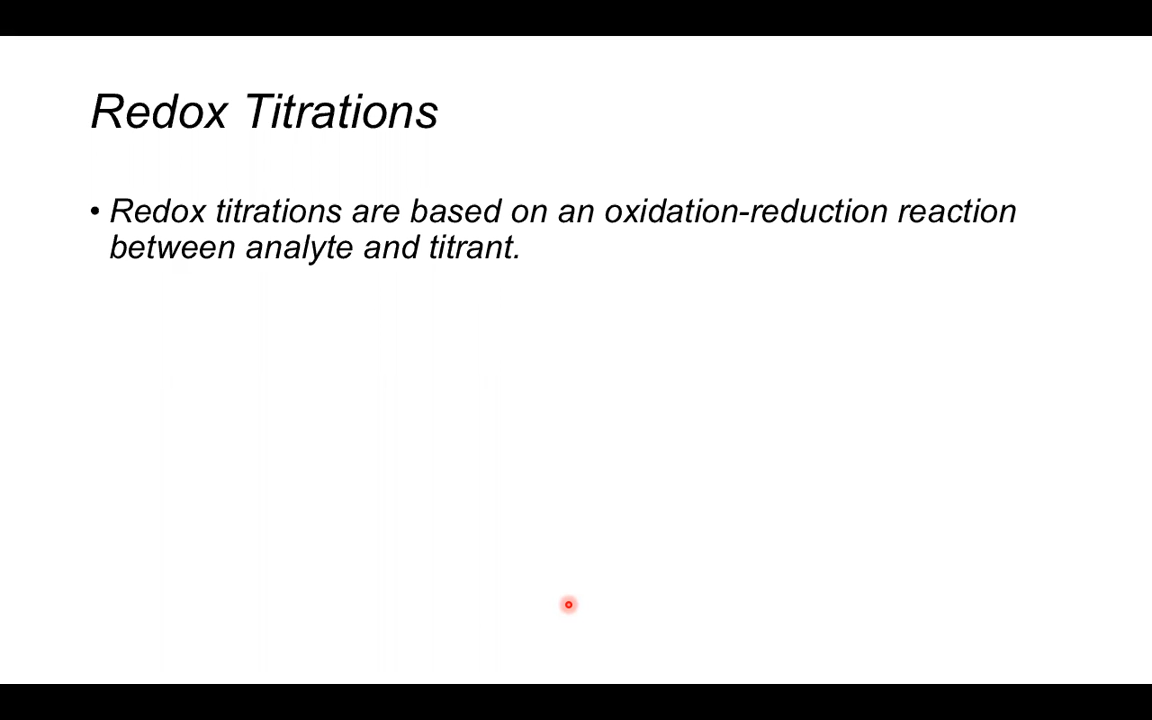 Redox Titrations
• Redox titrations are based on an oxidation-reduction reaction
between analyte and titrant.